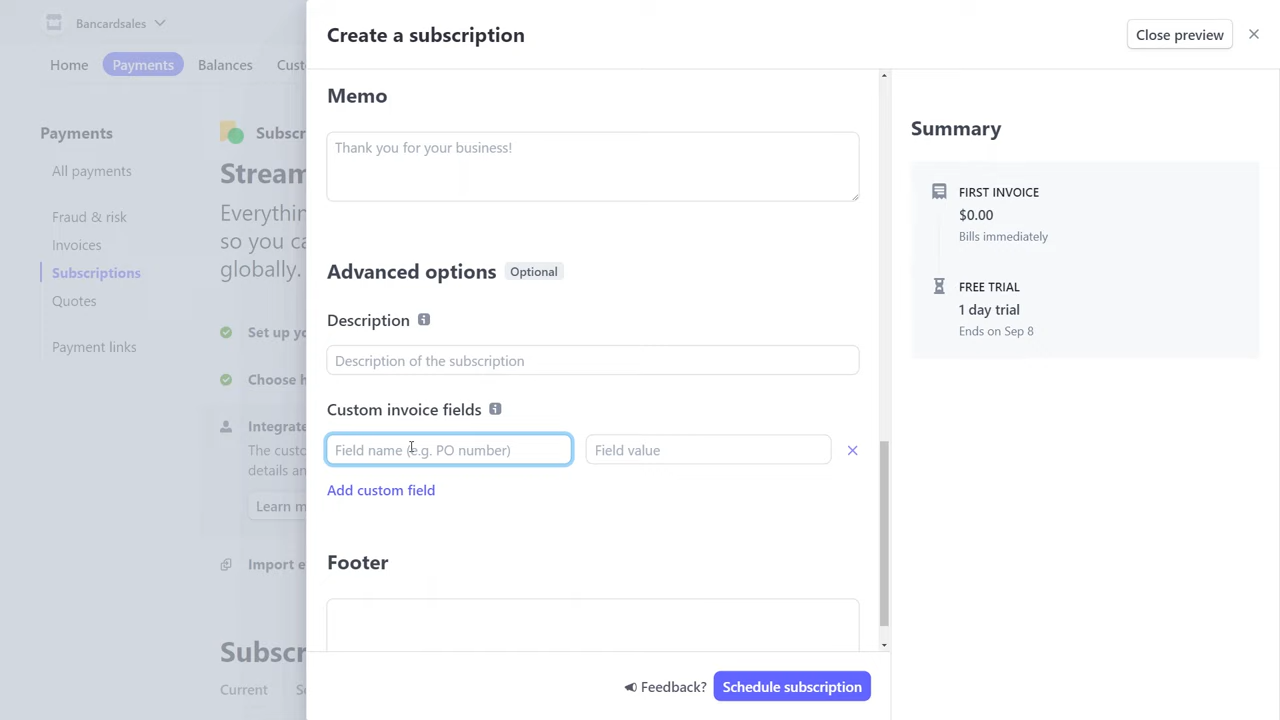 Bancardsales
Home
Payments
Balances
Cust
Payments
All payments
Fraud & risk
Invoices
Subscriptions
Quotes
Payment links
Subscr
Stream
Everythin
so you ca
globally.
Set up yo
Choose h
Integrate
The custo
details an
Learn m
Import e
Subscr
Current
Create a subscription
Close preview
Memo
Thank you for your business!
Advanced options Optional
Description
Description of the subscription
Custom invoice fields
Field name (e.g. PO number)
Field value
Add custom field
Footer
Feedback?
Schedule subscription
Summary
FIRST INVOICE
$0.00
Bills immediately
FREE TRIAL
1 day trial
Ends on Sep 8